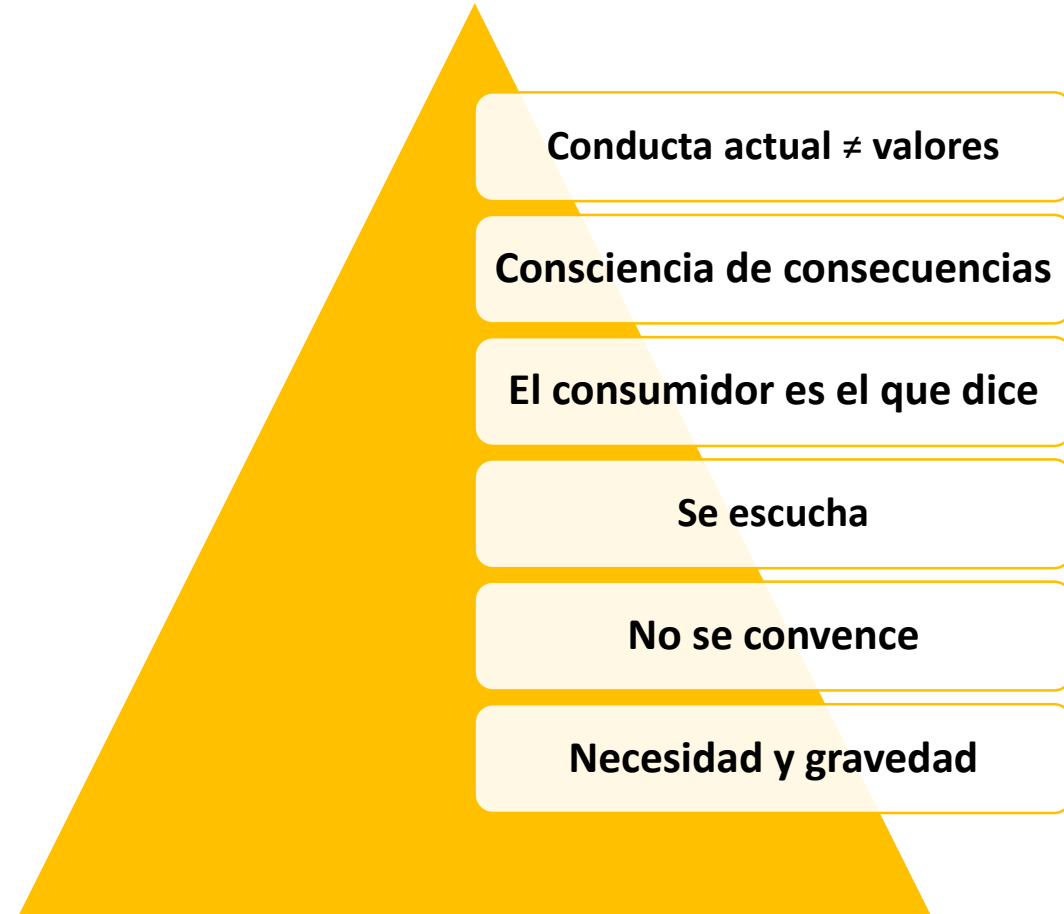 Conducta actual ≠ valores
Consciencia de consecuencias
El consumidor es el que dice
Se escucha
No se convence
Necesidad y gravedad